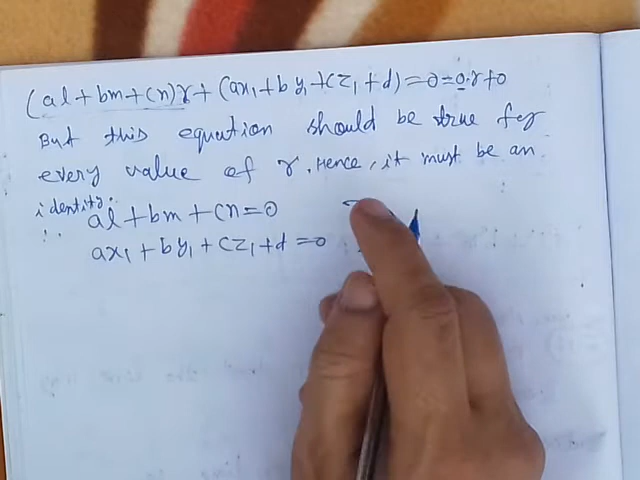 (al+bm+cn)r+(ax₁+by₁+cz₁+d)=0=0.r+0
But this equation should be true for
every value of r. Hence, it must be an
identity.
∴ al+bm+cn=0
ax₁+by₁+cz₁+d=0